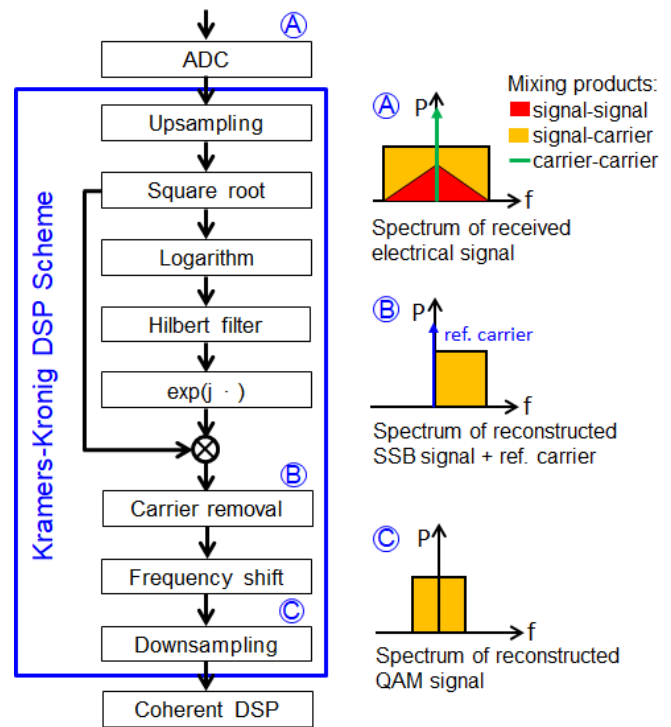 A
ADC
Kramers-Kronig DSP Scheme
Upsampling
Square root
Logarithm
Hilbert filter
exp(j · )
B
Carrier removal
Frequency shift
C
Downsampling
Coherent DSP
Mixing products:
signal-signal
signal-carrier
carrier-carrier
A
P
f
Spectrum of received
electrical signal
B
P
ref. carrier
f
Spectrum of reconstructed
SSB signal + ref. carrier
C
P
f
Spectrum of reconstructed
QAM signal